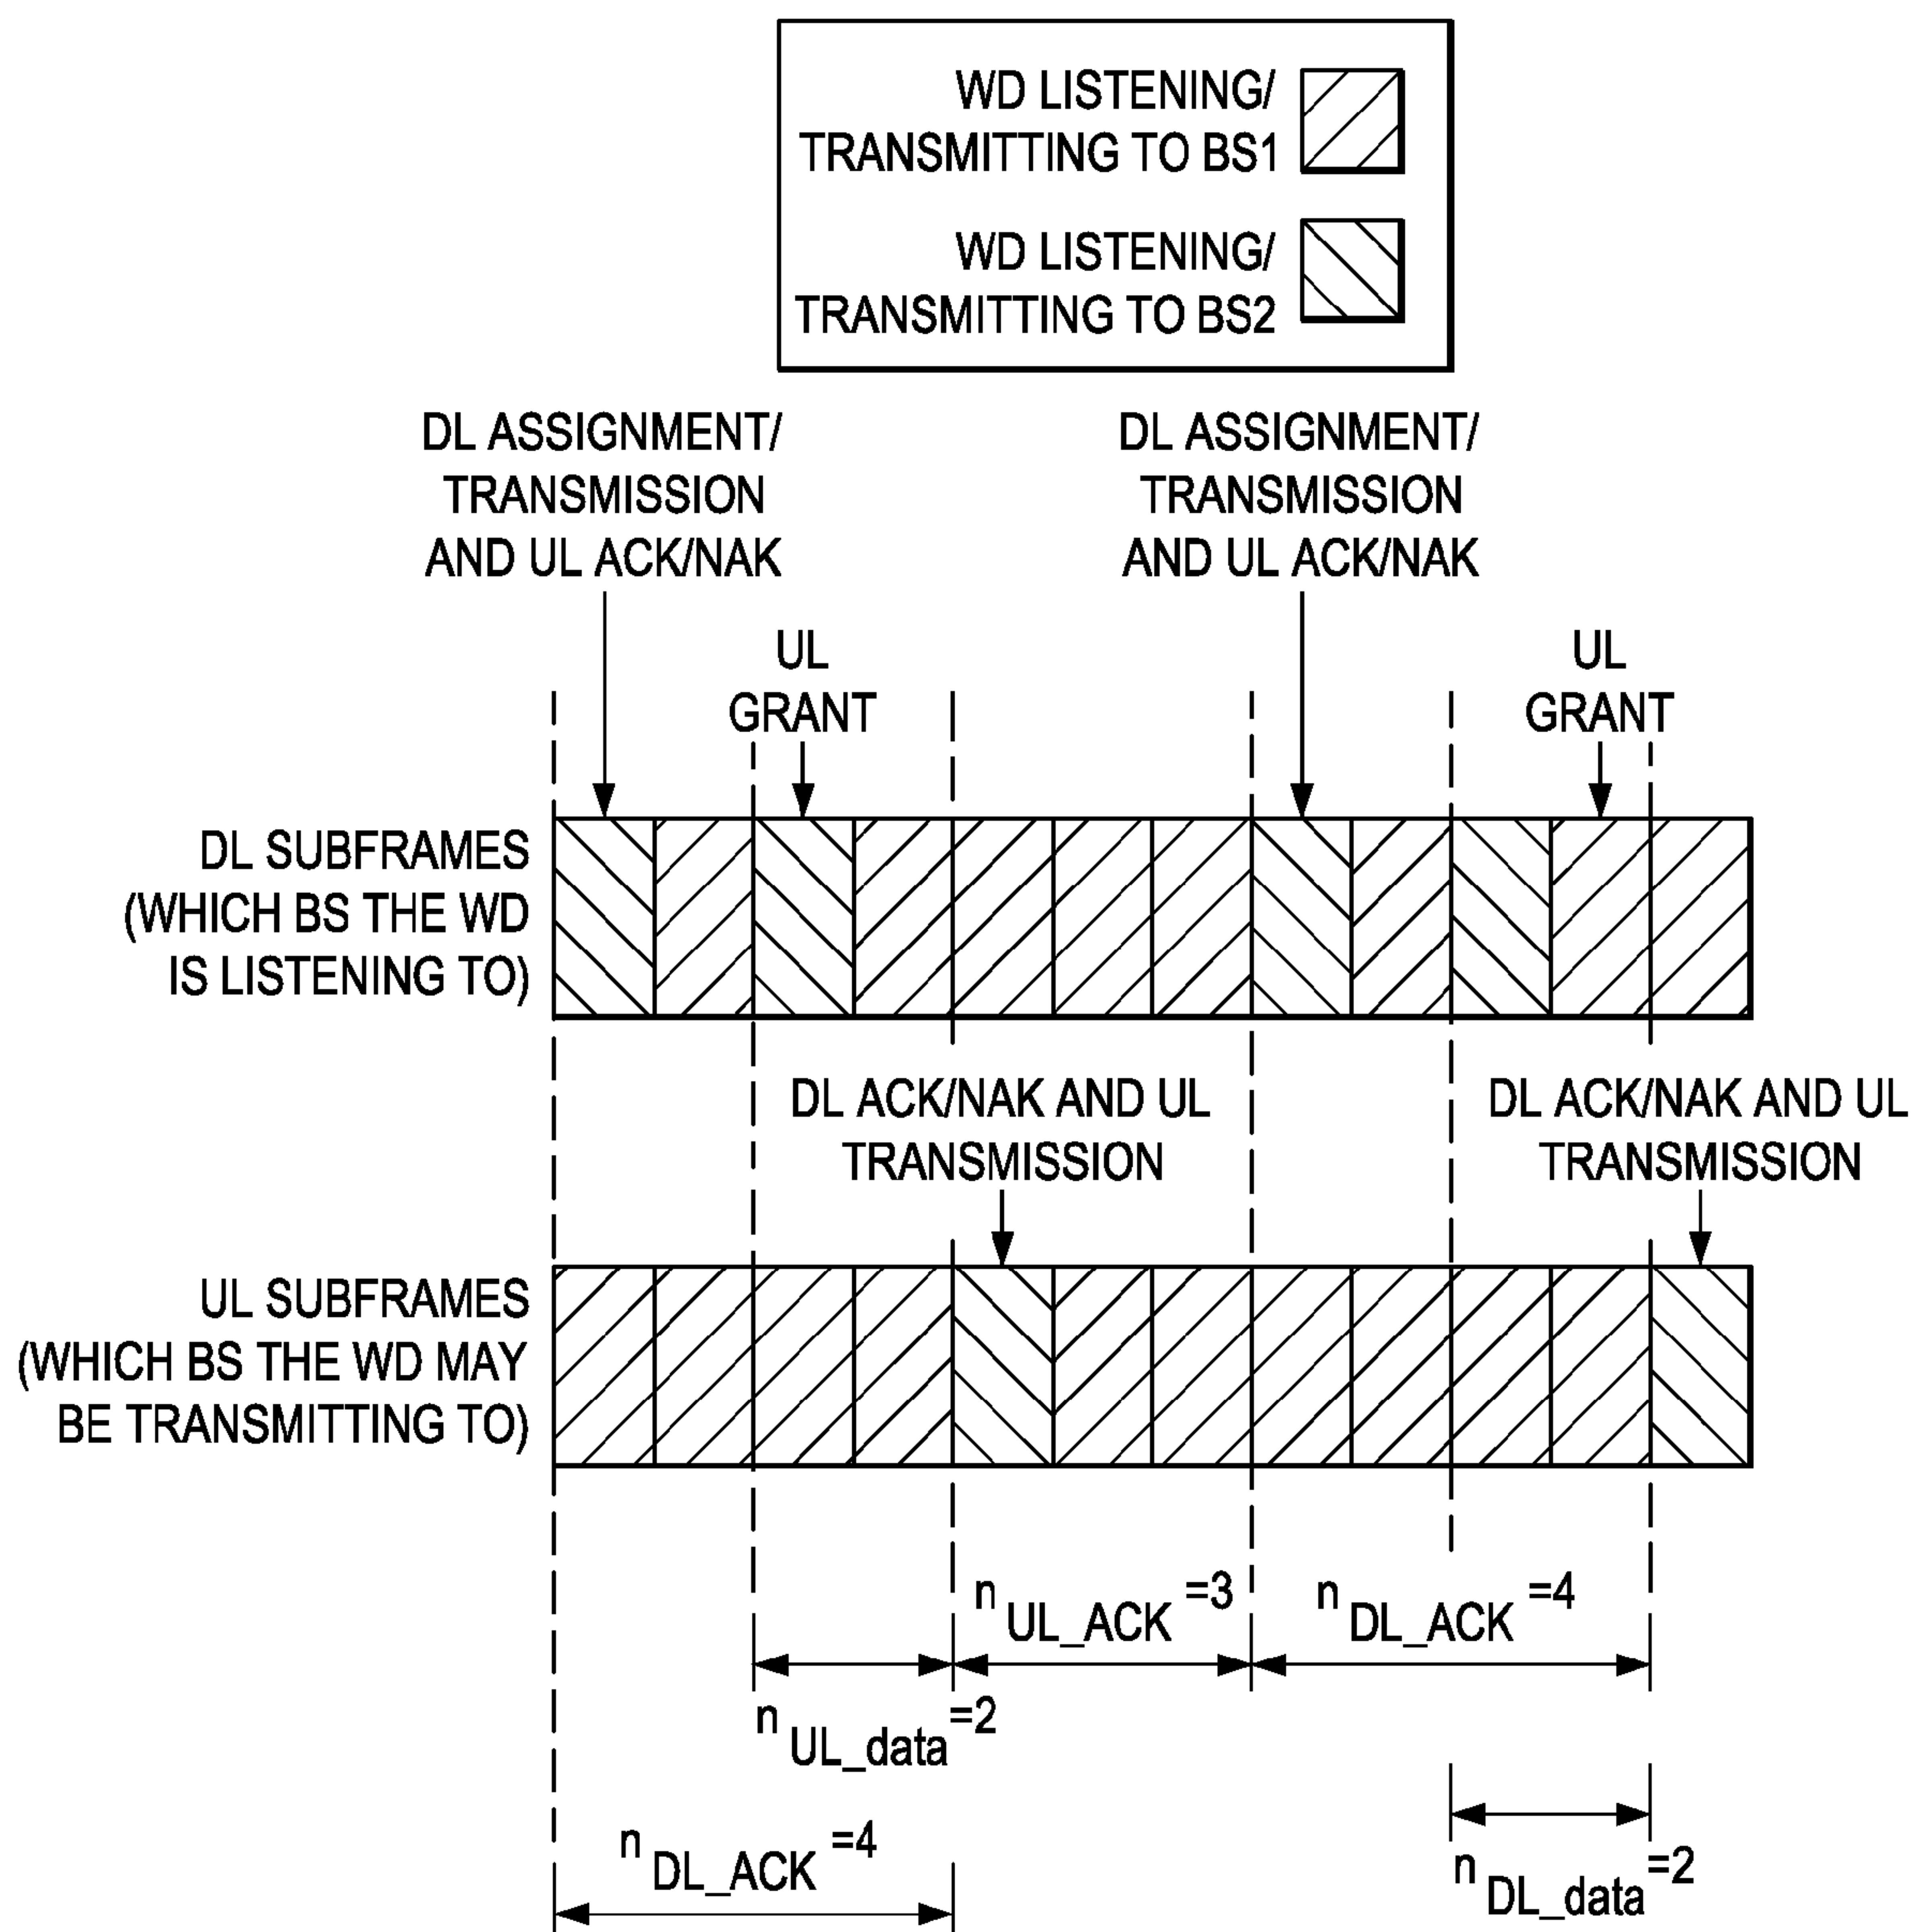 WD LISTENING/
TRANSMITTING TO BS1
WD LISTENING/
TRANSMITTING TO BS2
DL ASSIGNMENT/
TRANSMISSION
AND UL ACK/NAK
DL ASSIGNMENT/
TRANSMISSION
AND UL ACK/NAK
UL
GRANT
UL
GRANT
DL SUBFRAMES
(WHICH BS THE WD
IS LISTENING TO)
DL ACK/NAK AND UL
TRANSMISSION
DL ACK/NAK AND UL
TRANSMISSION
UL SUBFRAMES
(WHICH BS THE WD MAY
BE TRANSMITTING TO)
n UL_ACK =3
n DL_ACK =4
n UL_data =2
n DL_ACK =4
n DL_data =2